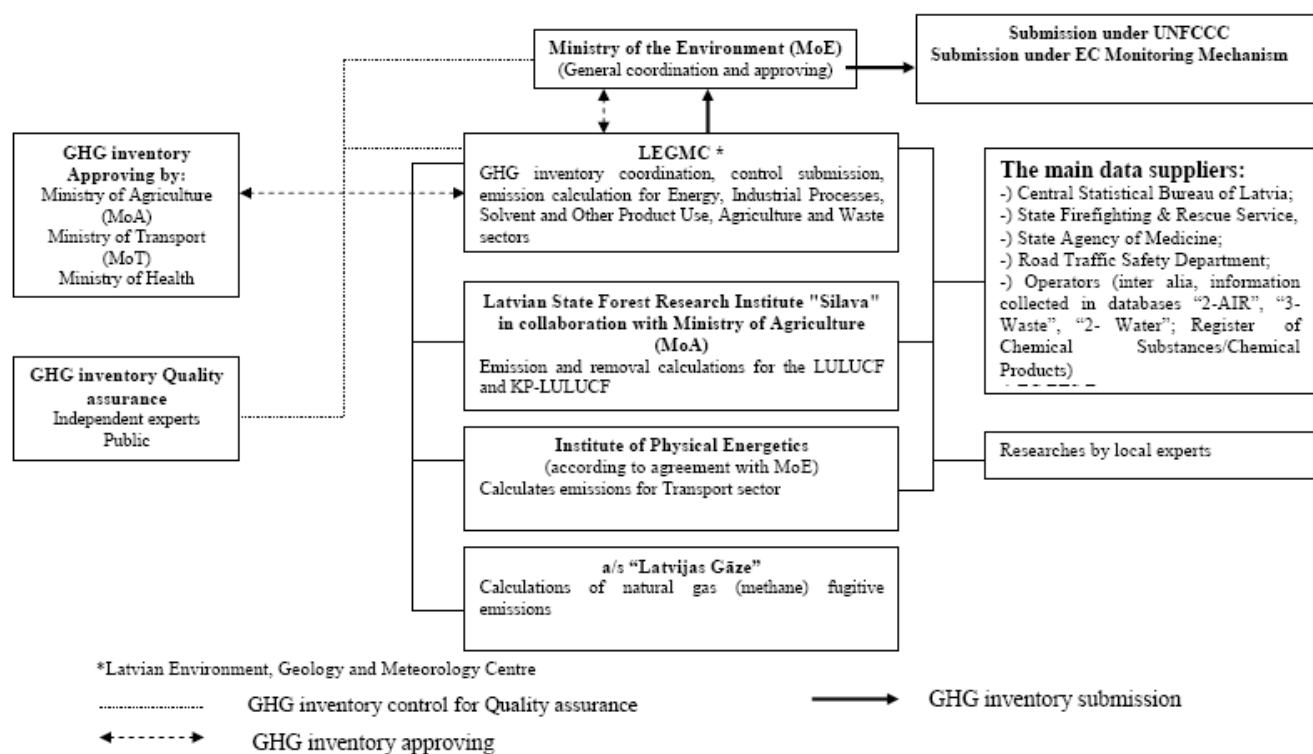 Ministry of the Environment (MoE)
(General coordination and approving)
Submission under UNFCCC
Submission under EC Monitoring Mechanism
GHG inventory
Approving by:
Ministry of Agriculture
(MoA)
Ministry of Transport
(MoT)
Ministry of Health
LEGMC *
GHG inventory coordination, control submission,
emission calculation for Energy, Industrial Processes,
Solvent and Other Product Use, Agriculture and Waste
sectors
The main data suppliers:
-) Central Statistical Bureau of Latvia;
-) State Firefighting & Rescue Service,
-) State Agency of Medicine;
-) Road Traffic Safety Department;
-) Operators (inter alia, information
collected in databases “2-AIR”, “3-
Waste”, “2- Water”; Register of
Chemical Substances/Chemical
Products)
Latvian State Forest Research Institute "Silava"
in collaboration with Ministry of Agriculture
(MoA)
Emission and removal calculations for the LULUCF
and KP-LULUCF
GHG inventory Quality
assurance
Independent experts
Public
Institute of Physical Energetics
(according to agreement with MoE)
Calculates emissions for Transport sector
Researches by local experts
a/s “Latvijas Gāze”
Calculations of natural gas (methane) fugitive
emissions
*Latvian Environment, Geology and Meteorology Centre
GHG inventory control for Quality assurance
GHG inventory submission
GHG inventory approving